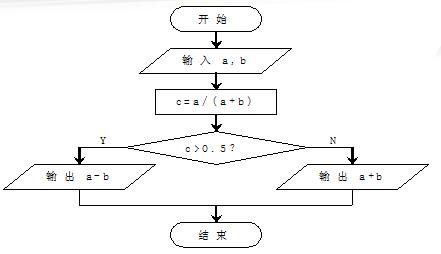 开 始
输 入 a,b
c=a/(a+b)
Y
c>0.5?
N
输 出 a-b
输 出 a+b
结 束